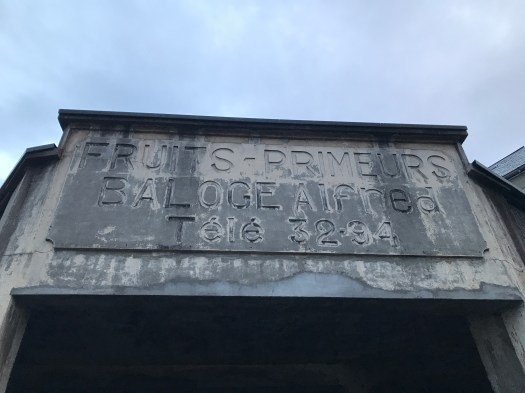 FRUITS-PRIMEURS
BALOGE Alfred
Télé 32-94